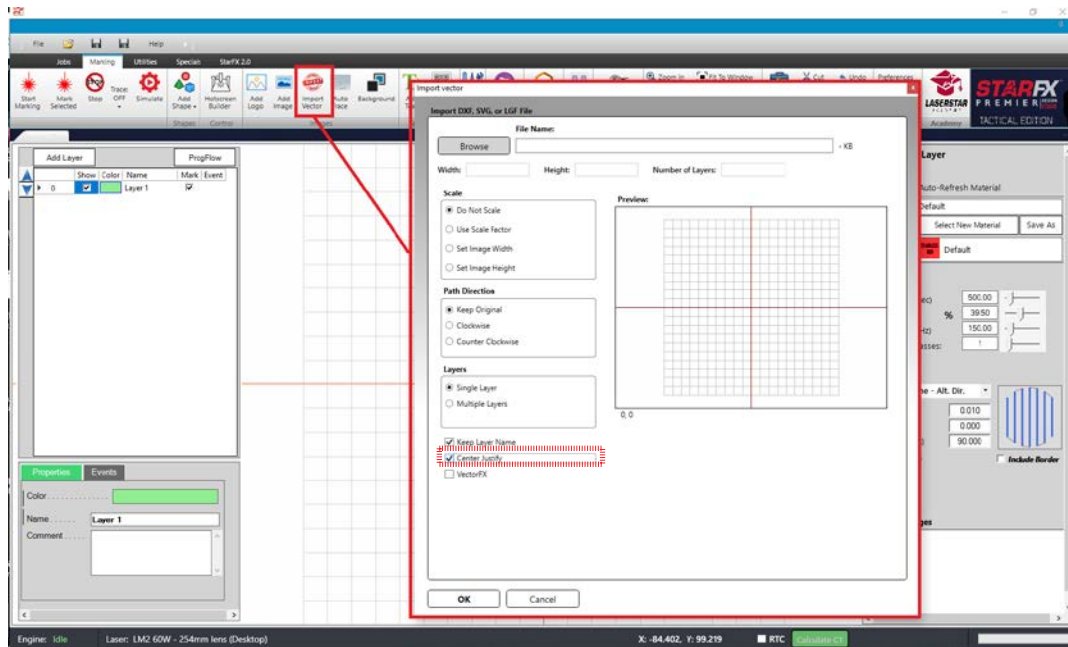 File
Help
Jobs Marking Utilities Specials StarFX 2.0
Start Marking
Mark Selected
Stop
Trace: OFF
Simulate
Add Shape
Hotscreen Builder
Add Logo
Add Image
Import Vector
Background
Zoom In Fit To Window Cut Undo Preferences
Shapes Control
LASERSTAR
Academy
STARFX
PREMIER
TACTICAL EDITION
Add Layer ProgFlow
Show Color Name Mark Event
0 Layer 1
Properties Events
Color
Name Layer 1
Comment
Import vector
Import DXF, SVG, or LGF File
File Name:
Browse - KB
Width: Height: Number of Layers:
Scale
Do Not Scale
Use Scale Factor
Set Image Width
Set Image Height
Path Direction
Keep Original
Clockwise
Counter Clockwise
Layers
Single Layer
Multiple Layers
Keep Layer Name
Center Justify
VectorFX
Preview:
0, 0
OK Cancel
Layer
Auto-Refresh Material
Default
Select New Material Save As
Default
500.00
% 39.50
150.00
1
ne - Alt. Dir.
0.010
0.000
90.000
Include Border
Engine: Idle Laser: LM2 60W - 254mm lens (Desktop) X: -84.402, Y: 99.219 RTC Calculate CT